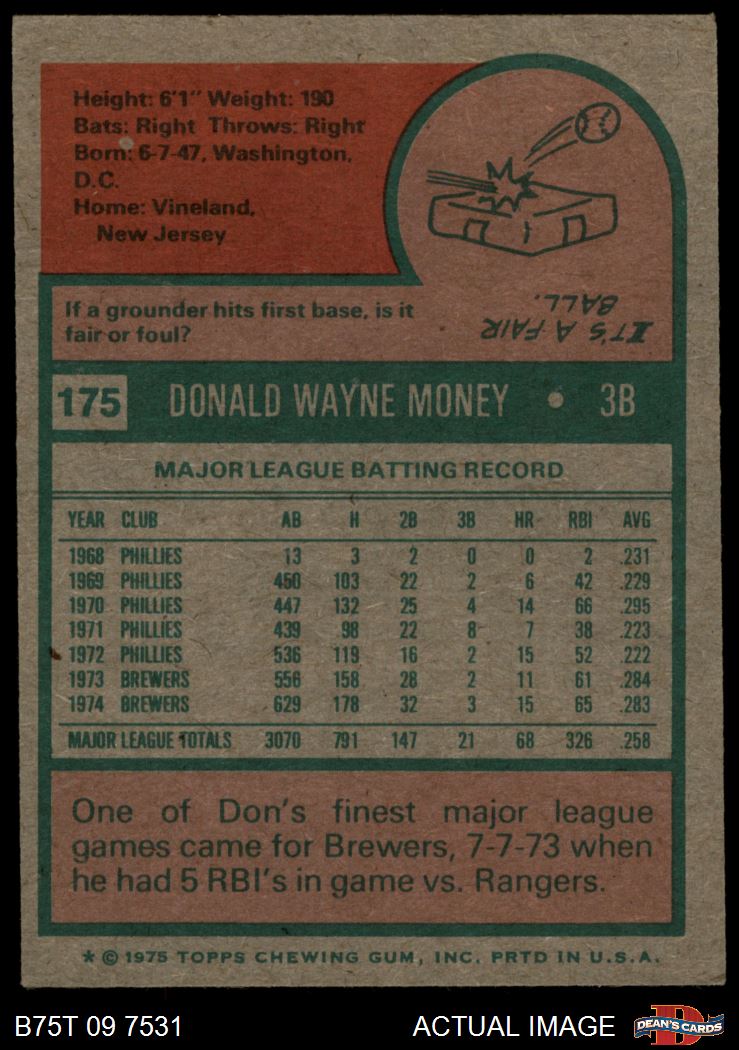 Height: 6'1" Weight: 190
Bats: Right Throws: Right
Born: 6-7-47, Washington,
D.C.
Home: Vineland,
New Jersey
If a grounder hits first base, is it
fair or foul?
IT'S A FAIR
BALL.
175 DONALD WAYNE MONEY • 3B
MAJOR LEAGUE BATTING RECORD
YEAR CLUB AB H 2B 3B HR RBI AVG
1968 PHILLIES 13 3 2 0 0 2 .231
1969 PHILLIES 450 103 22 2 6 42 .229
1970 PHILLIES 447 132 25 4 14 66 .295
1971 PHILLIES 439 98 22 8 7 38 .223
1972 PHILLIES 536 119 16 2 15 52 .222
1973 BREWERS 556 158 28 2 11 61 .284
1974 BREWERS 629 178 32 3 15 65 .283
MAJOR LEAGUE TOTALS 3070 791 147 21 68 326 .258
One of Don's finest major league
games came for Brewers, 7-7-73 when
he had 5 RBI's in game vs. Rangers.
* © 1975 TOPPS CHEWING GUM, INC. PRTD IN U.S.A.
B75T 09 7531 ACTUAL IMAGE D DEAN'S CARDS